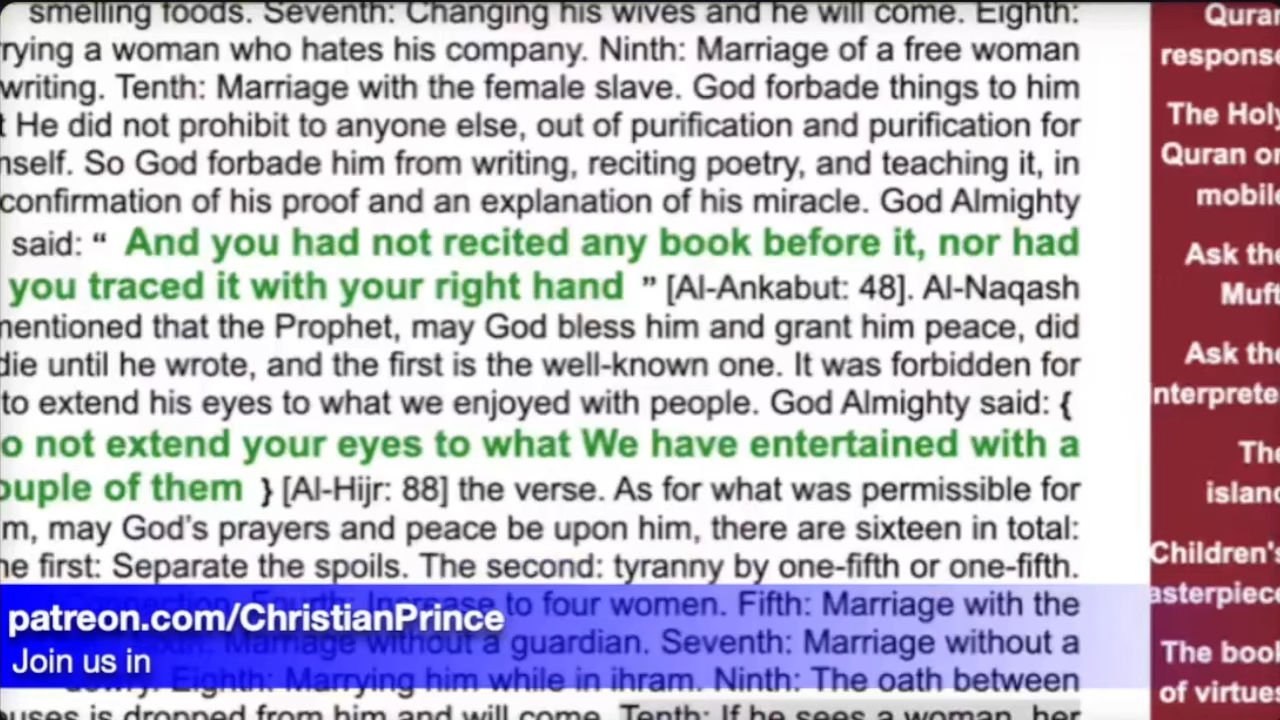 smelling foods. Seventh: Changing his wives and he will come. Eighth:
rrying a woman who hates his company. Ninth: Marriage of a free woman
writing. Tenth: Marriage with the female slave. God forbade things to him
t He did not prohibit to anyone else, out of purification and purification for
mself. So God forbade him from writing, reciting poetry, and teaching it, in
confirmation of his proof and an explanation of his miracle. God Almighty
said: “ And you had not recited any book before it, nor had
you traced it with your right hand ” [Al-Ankabut: 48]. Al-Naqash
mentioned that the Prophet, may God bless him and grant him peace, did
die until he wrote, and the first is the well-known one. It was forbidden for
to extend his eyes to what we enjoyed with people. God Almighty said: {
o not extend your eyes to what We have entertained with a
ouple of them } [Al-Hijr: 88] the verse. As for what was permissible for
m, may God's prayers and peace be upon him, there are sixteen in total:
he first: Separate the spoils. The second: tyranny by one-fifth or one-fifth.
Connection. Fourth: Increase to four women. Fifth: Marriage with the
Marriage without a guardian. Seventh: Marriage without a
dowry. Eighth: Marrying him while in ihram. Ninth: The oath between
uses is dropped from him and will come. Tenth: If he sees a woman, her
patreon.com/ChristianPrince
Join us in
Quran
response
The Holy
Quran on
mobile
Ask the
Muft
Ask the
interprete
The
island
Children's
asterpiece
The book
of virtues